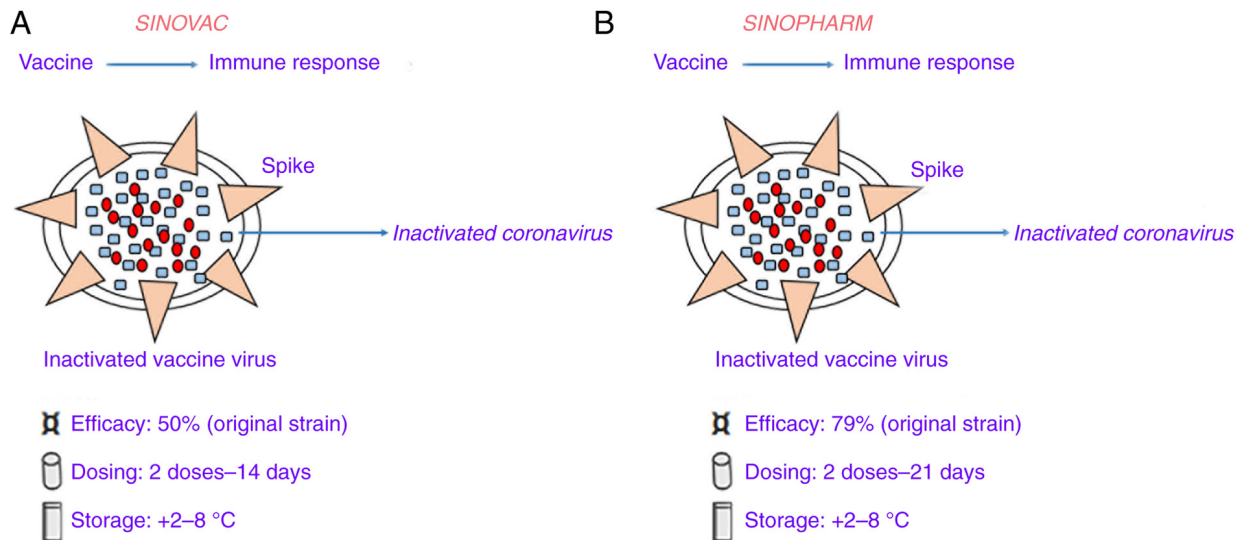 A
SINOVAC
Vaccine
Immune response
Spike
Inactivated coronavirus
Inactivated vaccine virus
Efficacy: 50% (original strain)
Dosing: 2 doses–14 days
Storage: +2–8 °C
B
SINOPHARM
Vaccine
Immune response
Spike
Inactivated coronavirus
Inactivated vaccine virus
Efficacy: 79% (original strain)
Dosing: 2 doses–21 days
Storage: +2–8 °C